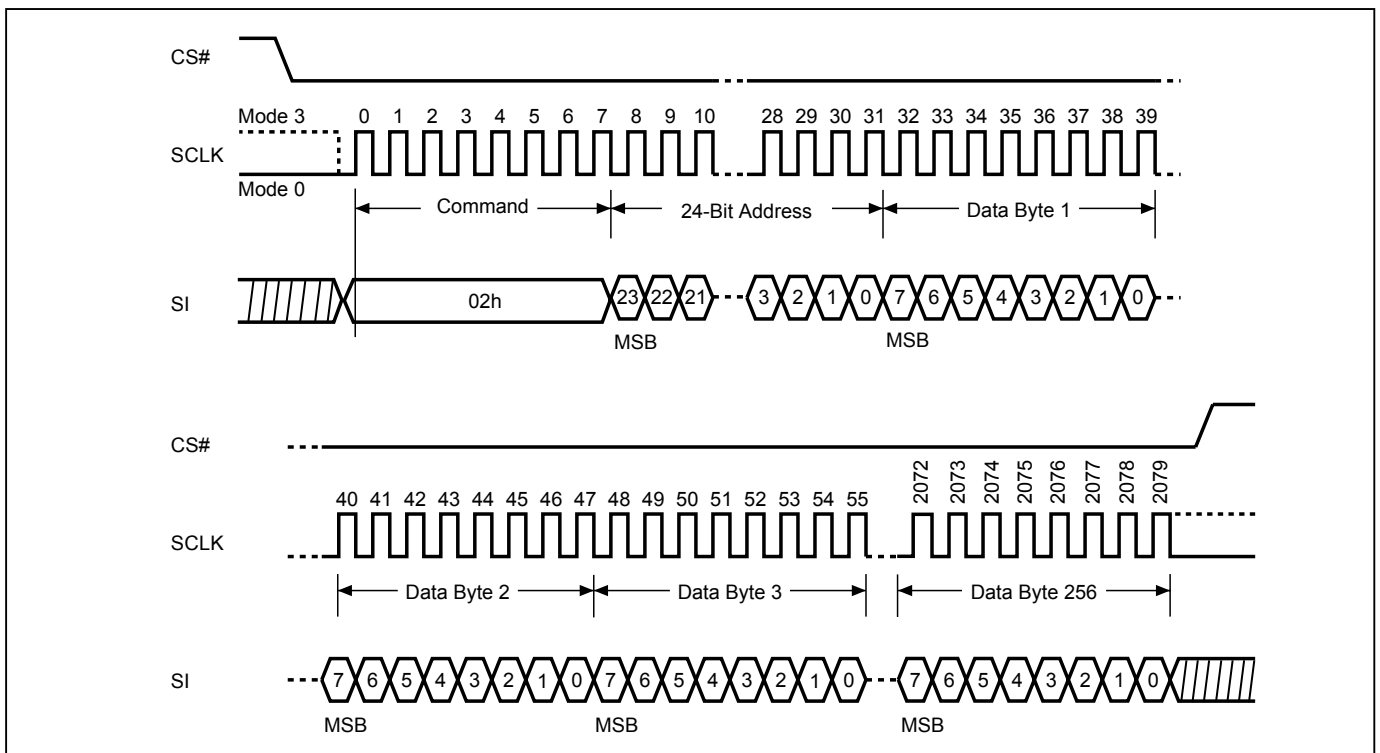 CS#
Mode 3 0 1 2 3 4 5 6 7 8 9 10 28 29 30 31 32 33 34 35 36 37 38 39
SCLK
Mode 0
Command 24-Bit Address Data Byte 1
SI 02h 23 22 21 3 2 1 0 7 6 5 4 3 2 1 0
MSB MSB
CS#
40 41 42 43 44 45 46 47 48 49 50 51 52 53 54 55 2072 2073 2074 2075 2076 2077 2078 2079
SCLK
Data Byte 2 Data Byte 3 Data Byte 256
SI 7 6 5 4 3 2 1 0 7 6 5 4 3 2 1 0 7 6 5 4 3 2 1 0
MSB MSB MSB